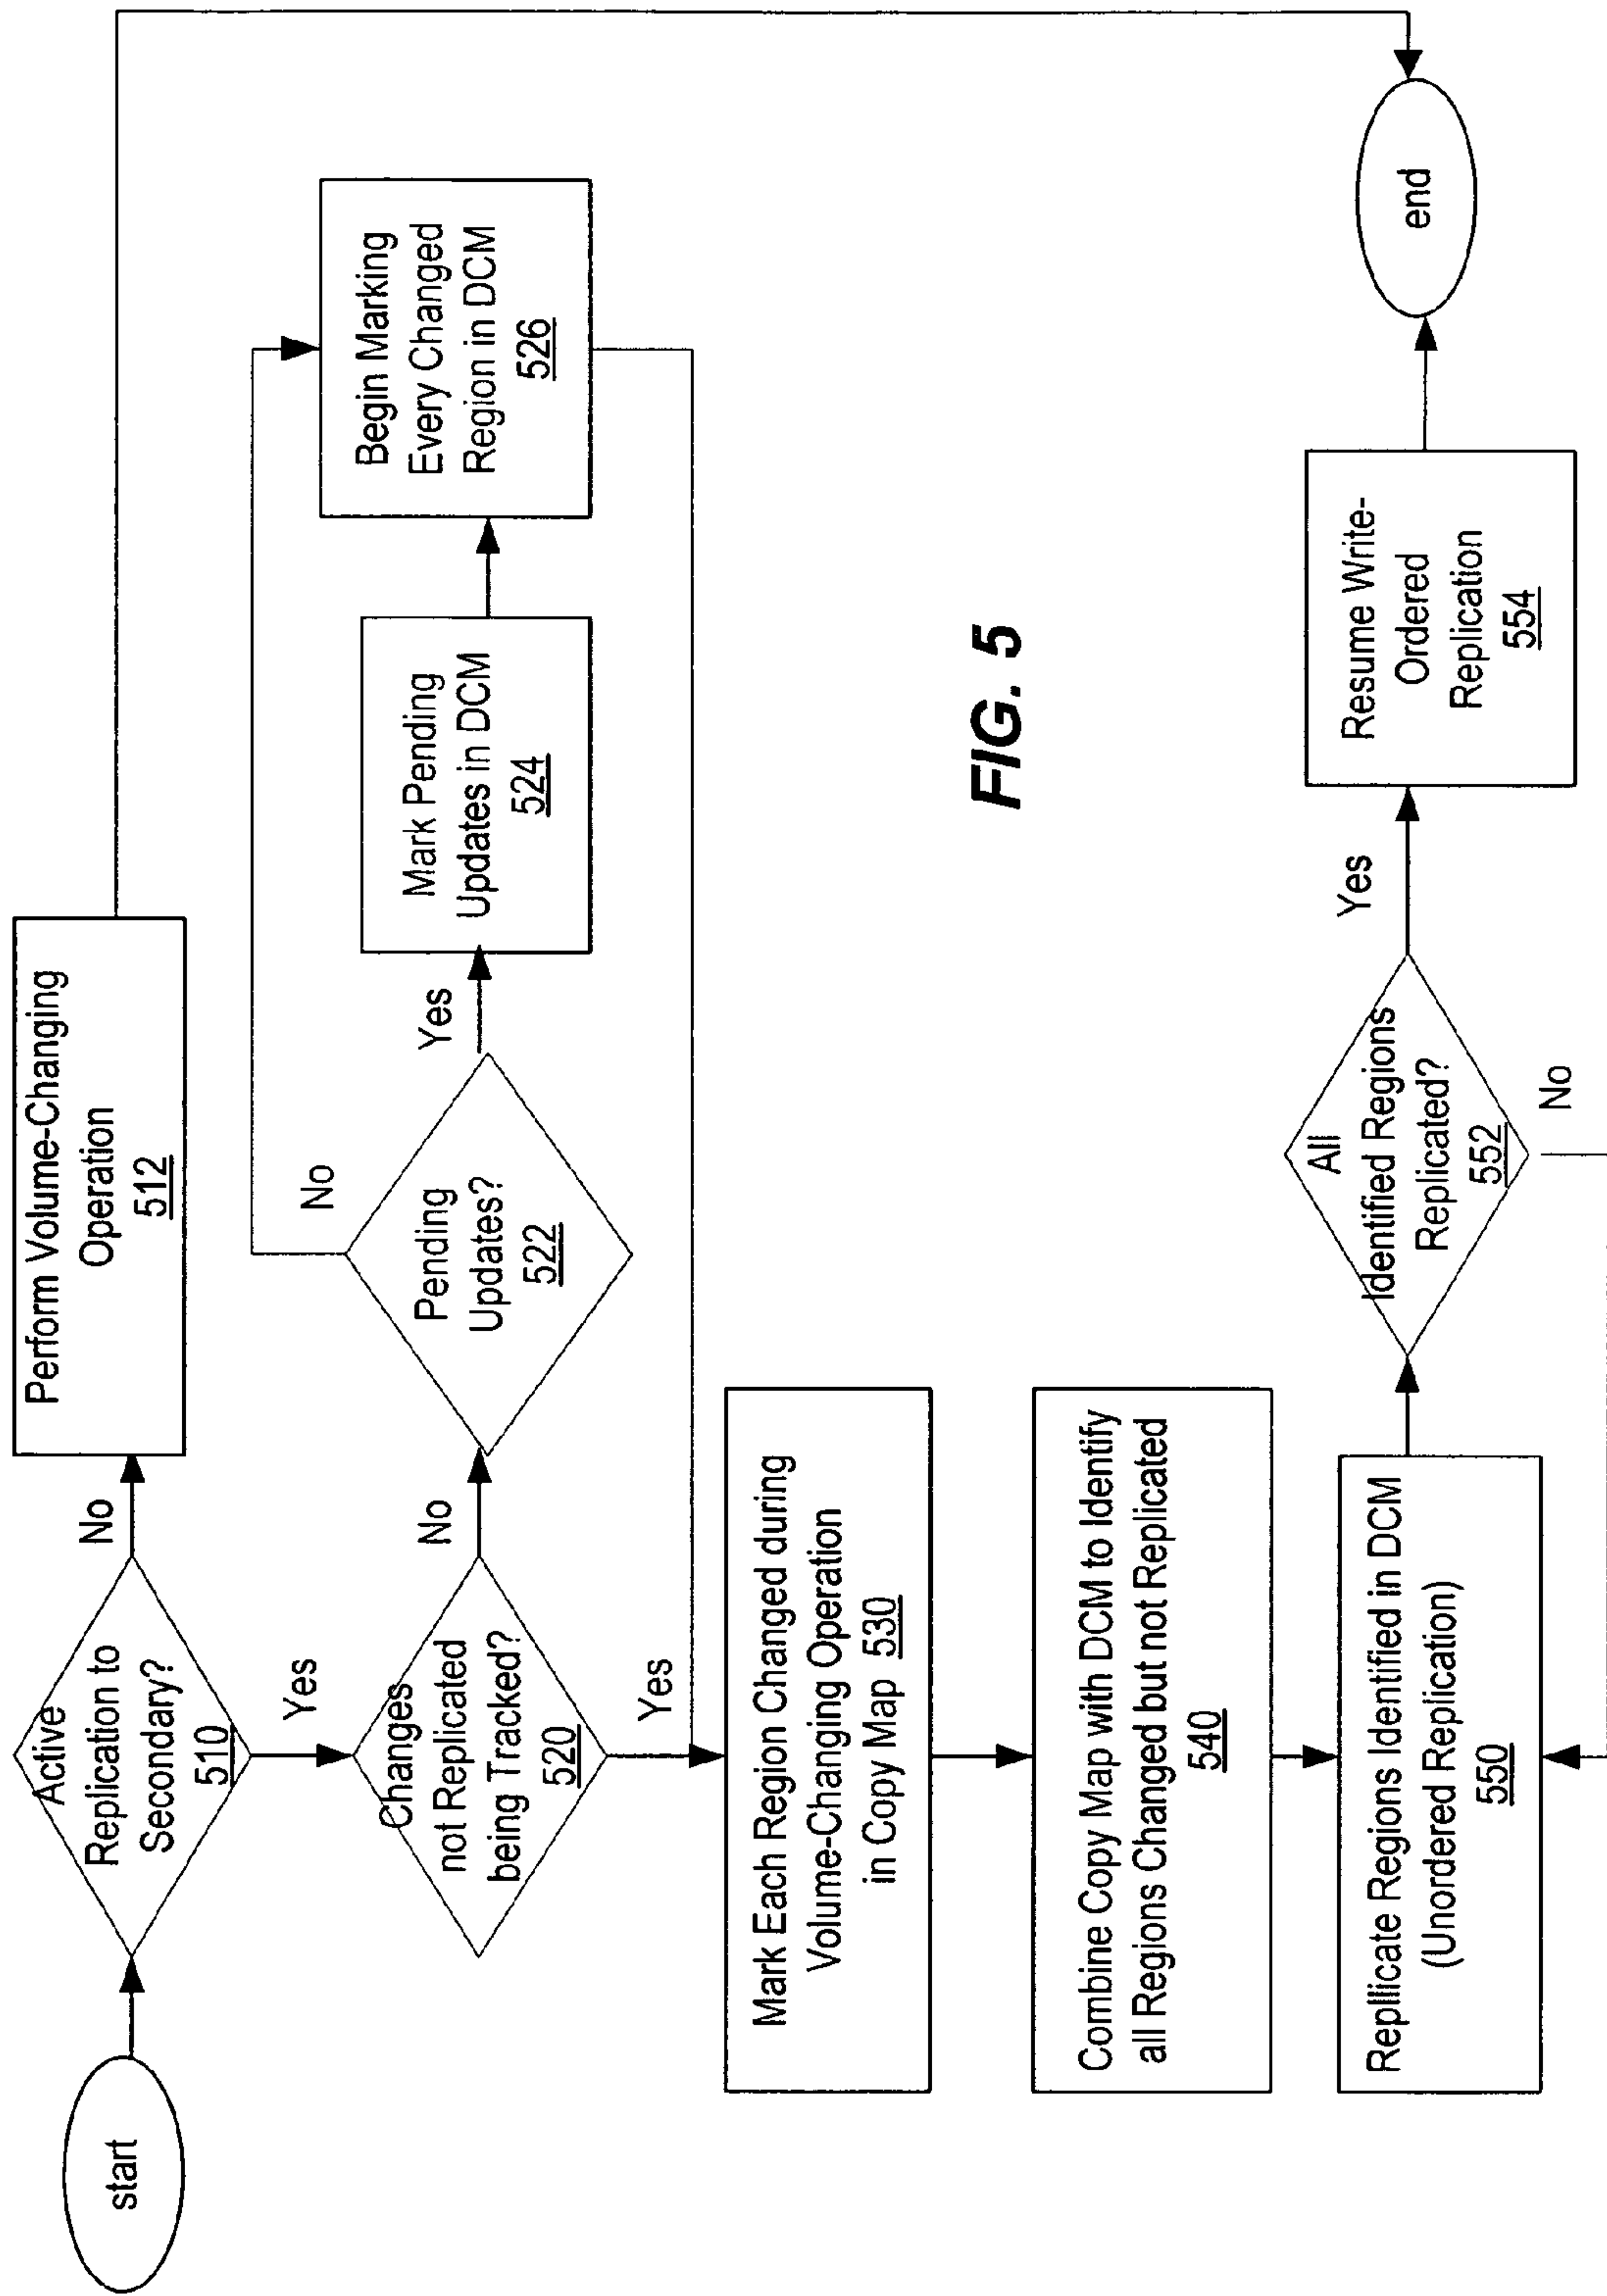 start
Active
Replication to
Secondary?
510
No
Perform Volume-Changing
Operation
512
Yes
Changes
not Replicated
being Tracked?
520
No
Pending
Updates?
522
No
Yes
Mark Pending
Updates in DCM
524
Begin Marking
Every Changed
Region in DCM
526
Yes
Mark Each Region Changed during
Volume-Changing Operation
in Copy Map 530
Combine Copy Map with DCM to Identify
all Regions Changed but not Replicated
540
Repllicate Regions Identified in DCM
(Unordered Replication)
550
All
Identified Regions
Replicated?
552
No
Yes
Resume Write-
Ordered
Replication
554
end
FIG. 5